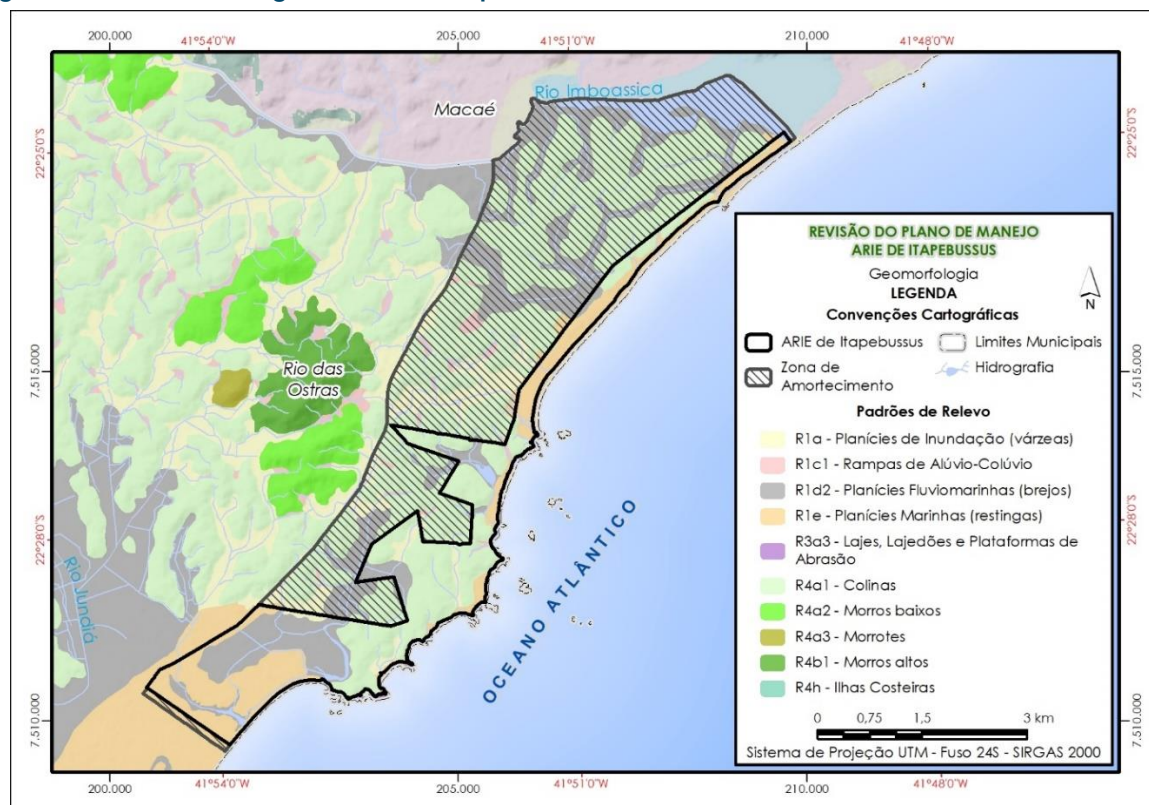 200.000
205.000
210.000
41°54'0"W
41°51'0"W
41°48'0"W
22°25'0"S
22°25'0"S
7.515.000
7.515.000
22°28'0"S
22°28'0"S
7.510.000
7.510.000
Rio Imboassica
Macaé
Rio das
Ostras
Rio Jundiá
OCEANO ATLÂNTICO
REVISÃO DO PLANO DE MANEJO
ARIE DE ITAPEBUSSUS
Geomorfologia
LEGENDA
N
Convenções Cartográficas
ARIE de Itapebussus
Limites Municipais
Zona de
Amortecimento
Hidrografia
Padrões de Relevo
R1a - Planícies de Inundação (várzeas)
R1c1 - Rampas de Alúvio-Colúvio
R1d2 - Planícies Fluviomarinhas (brejos)
R1e - Planícies Marinhas (restingas)
R3a3 - Lajes, Lajedões e Plataformas de
Abrasão
R4a1 - Colinas
R4a2 - Morros baixos
R4a3 - Morrotes
R4b1 - Morros altos
R4h - Ilhas Costeiras
0 0,75 1,5 3 km
Sistema de Projeção UTM - Fuso 24S - SIRGAS 2000
200.000
205.000
210.000
41°54'0"W
41°51'0"W
41°48'0"W